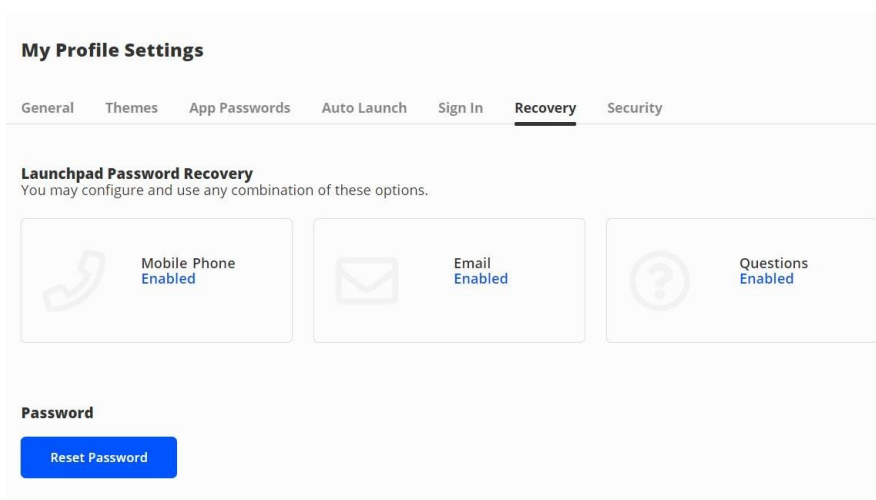 My Profile Settings
General Themes App Passwords Auto Launch Sign In Recovery Security
Launchpad Password Recovery
You may configure and use any combination of these options.
Mobile Phone
Enabled
Email
Enabled
Questions
Enabled
Password
Reset Password